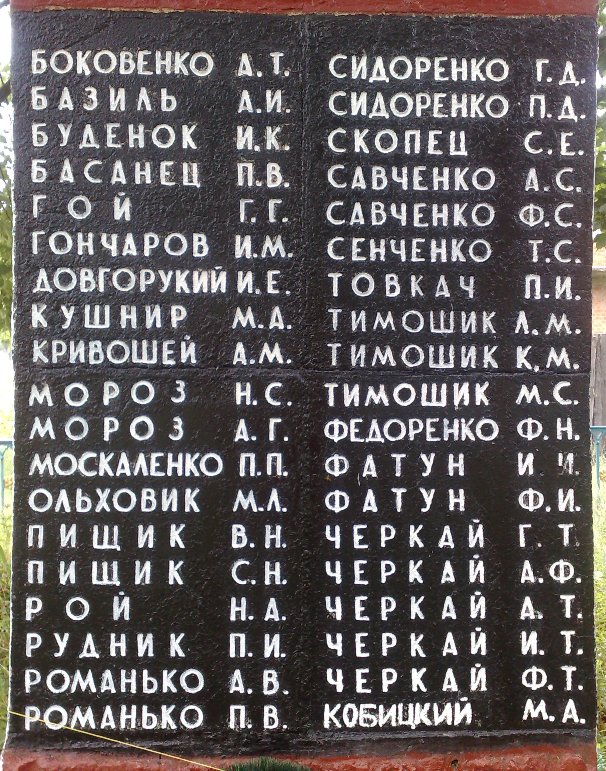 БОКОВЕНКО А.Т.
БАЗИЛЬ А.И.
БУДЕНОК И.К.
БАСАНЕЦ П.В.
ГОЙ Г.Г.
ГОНЧАРОВ И.М.
ДОВГОРУКИЙ И.Е.
КУШНИР М.А.
КРИВОШЕЙ А.М.
МОРОЗ Н.С.
МОРОЗ А.Г.
МОСКАЛЕНКО П.П.
ОЛЬХОВИК М.Л.
ПИЩИК В.Н.
ПИЩИК С.Н.
РОЙ Н.А.
РУДНИК П.И.
РОМАНЬКО А.В.
РОМАНЬКО П.В.
СИДОРЕНКО Г.Д.
СИДОРЕНКО П.Д.
СКОПЕЦ С.Е.
САВЧЕНКО А.С.
САВЧЕНКО Ф.С.
СЕНЧЕНКО Т.С.
ТОВКАЧ П.И.
ТИМОШИК Л.М.
ТИМОШИК К.М.
ТИМОШИК М.С.
ФЕДОРЕНКО Ф.Н.
ФАТУН И.И.
ФАТУН Ф.И.
ЧЕРКАЙ Г.Т.
ЧЕРКАЙ А.Ф.
ЧЕРКАЙ А.Т.
ЧЕРКАЙ И.Т.
ЧЕРКАЙ Ф.Т.
КОБИЦКИЙ М.А.